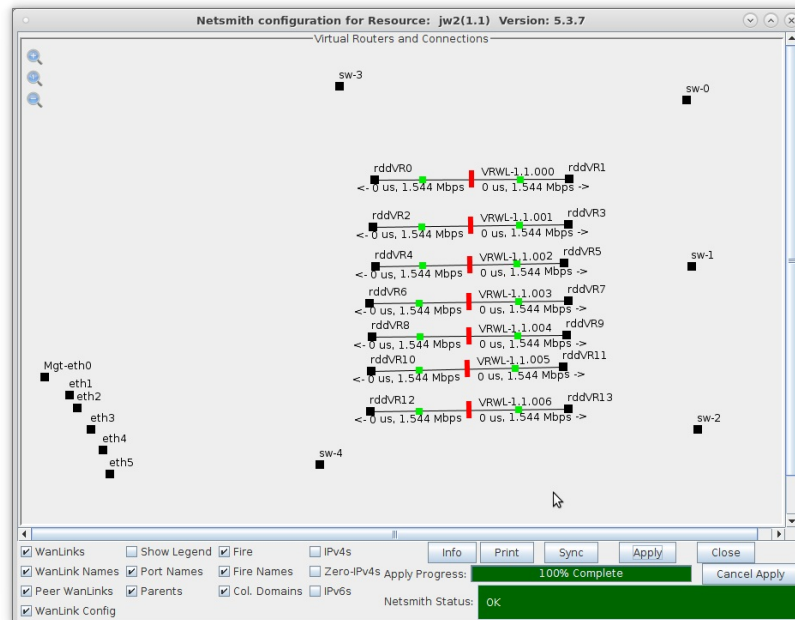 Netsmith configuration for Resource: jw2(1.1) Version: 5.3.7
Virtual Routers and Connections
sw-3
sw-0
rddVR0 VRWL-1.1.000 rddVR1
<- 0 us, 1.544 Mbps 0 us, 1.544 Mbps ->
rddVR2 VRWL-1.1.001 rddVR3
<- 0 us, 1.544 Mbps 0 us, 1.544 Mbps ->
rddVR4 VRWL-1.1.002 rddVR5
<- 0 us, 1.544 Mbps 0 us, 1.544 Mbps ->
sw-1
rddVR6 VRWL-1.1.003 rddVR7
<- 0 us, 1.544 Mbps 0 us, 1.544 Mbps ->
rddVR8 VRWL-1.1.004 rddVR9
<- 0 us, 1.544 Mbps 0 us, 1.544 Mbps ->
rddVR10 VRWL-1.1.005 rddVR11
<- 0 us, 1.544 Mbps 0 us, 1.544 Mbps ->
rddVR12 VRWL-1.1.006 rddVR13
<- 0 us, 1.544 Mbps 0 us, 1.544 Mbps ->
Mgt-eth0
eth1
eth2
eth3
eth4
eth5
sw-2
sw-4
WanLinks Show Legend Fire IPv4s Info Print Sync Apply Close
WanLink Names Port Names Fire Names Zero-IPv4s Apply Progress: 100% Complete Cancel Apply
Peer WanLinks Parents Col. Domains IPv6s Netsmith Status: OK
WanLink Config